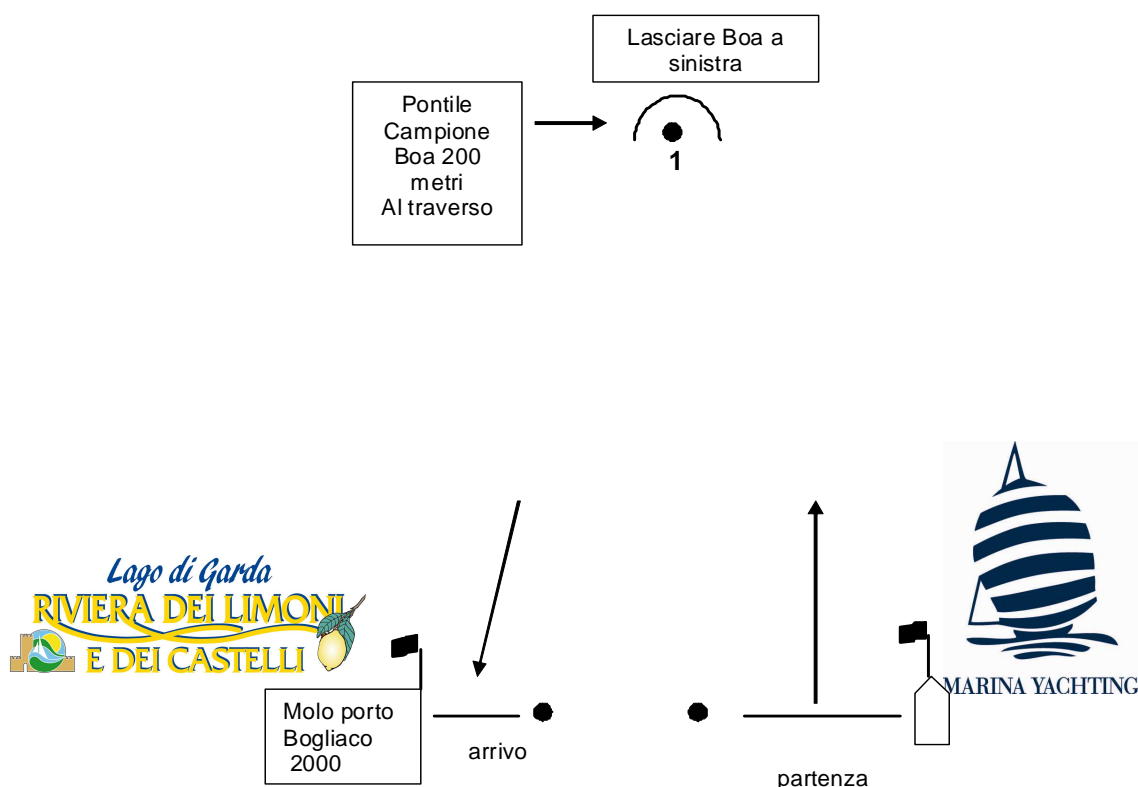 Lasciare Boa a
sinistra
Pontile
Campione
Boa 200
metri
Al traverso
1
Lago di Garda
RIVIERA DEI LIMONI
E DEI CASTELLI
MARINA YACHTING
Molo porto
Bogliaco
2000
arrivo
partenza